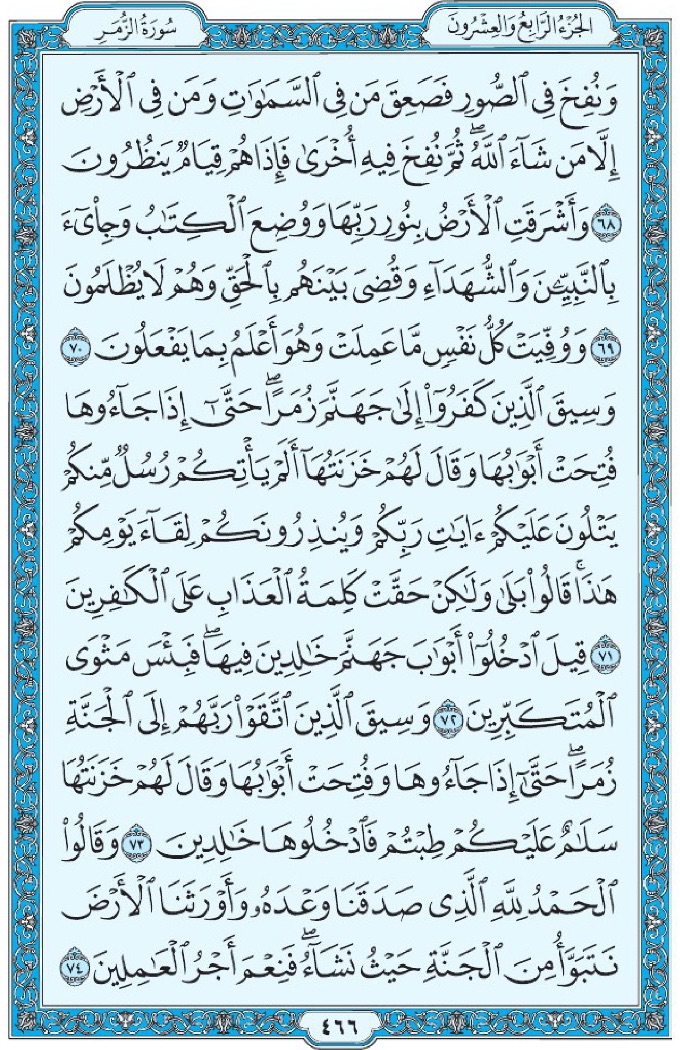 الجُزْءُ الرَّابِعُ وَالعِشْرُونَ
سُورَةُ الزُّمَرِ
وَنُفِخَ فِي ٱلصُّورِ فَصَعِقَ مَن فِي ٱلسَّمَٰوَٰتِ وَمَن فِي ٱلْأَرْضِ
إِلَّا مَن شَآءَ ٱللَّهُۖ ثُمَّ نُفِخَ فِيهِ أُخْرَىٰ فَإِذَا هُمْ قِيَامٌ يَنظُرُونَ
٦٨ وَأَشْرَقَتِ ٱلْأَرْضُ بِنُورِ رَبِّهَا وَوُضِعَ ٱلْكِتَٰبُ وَجِا۟ىٓءَ
بِٱلنَّبِيِّۦنَ وَٱلشُّهَدَآءِ وَقُضِيَ بَيْنَهُم بِٱلْحَقِّ وَهُمْ لَا يُظْلَمُونَ
٦٩ وَوُفِّيَتْ كُلُّ نَفْسٍ مَّا عَمِلَتْ وَهُوَ أَعْلَمُ بِمَا يَفْعَلُونَ ٧٠
وَسِيقَ ٱلَّذِينَ كَفَرُوٓا۟ إِلَىٰ جَهَنَّمَ زُمَرًاۖ حَتَّىٰٓ إِذَا جَآءُوهَا
فُتِحَتْ أَبْوَٰبُهَا وَقَالَ لَهُمْ خَزَنَتُهَآ أَلَمْ يَأْتِكُمْ رُسُلٌ مِّنكُمْ
يَتْلُونَ عَلَيْكُمْ ءَايَٰتِ رَبِّكُمْ وَيُنذِرُونَكُمْ لِقَآءَ يَوْمِكُمْ
هَٰذَاۚ قَالُوا۟ بَلَىٰ وَلَٰكِنْ حَقَّتْ كَلِمَةُ ٱلْعَذَابِ عَلَى ٱلْكَٰفِرِينَ
٧١ قِيلَ ٱدْخُلُوٓا۟ أَبْوَٰبَ جَهَنَّمَ خَٰلِدِينَ فِيهَاۖ فَبِئْسَ مَثْوَى
ٱلْمُتَكَبِّرِينَ ٧٢ وَسِيقَ ٱلَّذِينَ ٱتَّقَوْا۟ رَبَّهُمْ إِلَى ٱلْجَنَّةِ
زُمَرًاۖ حَتَّىٰٓ إِذَا جَآءُوهَا وَفُتِحَتْ أَبْوَٰبُهَا وَقَالَ لَهُمْ خَزَنَتُهَا
سَلَٰمٌ عَلَيْكُمْ طِبْتُمْ فَٱدْخُلُوهَا خَٰلِدِينَ ٧٣ وَقَالُوا۟
ٱلْحَمْدُ لِلَّهِ ٱلَّذِي صَدَقَنَا وَعْدَهُۥ وَأَوْرَثَنَا ٱلْأَرْضَ
نَتَبَوَّأُ مِنَ ٱلْجَنَّةِ حَيْثُ نَشَآءُۖ فَنِعْمَ أَجْرُ ٱلْعَٰمِلِينَ ٧٤
٤٦٦